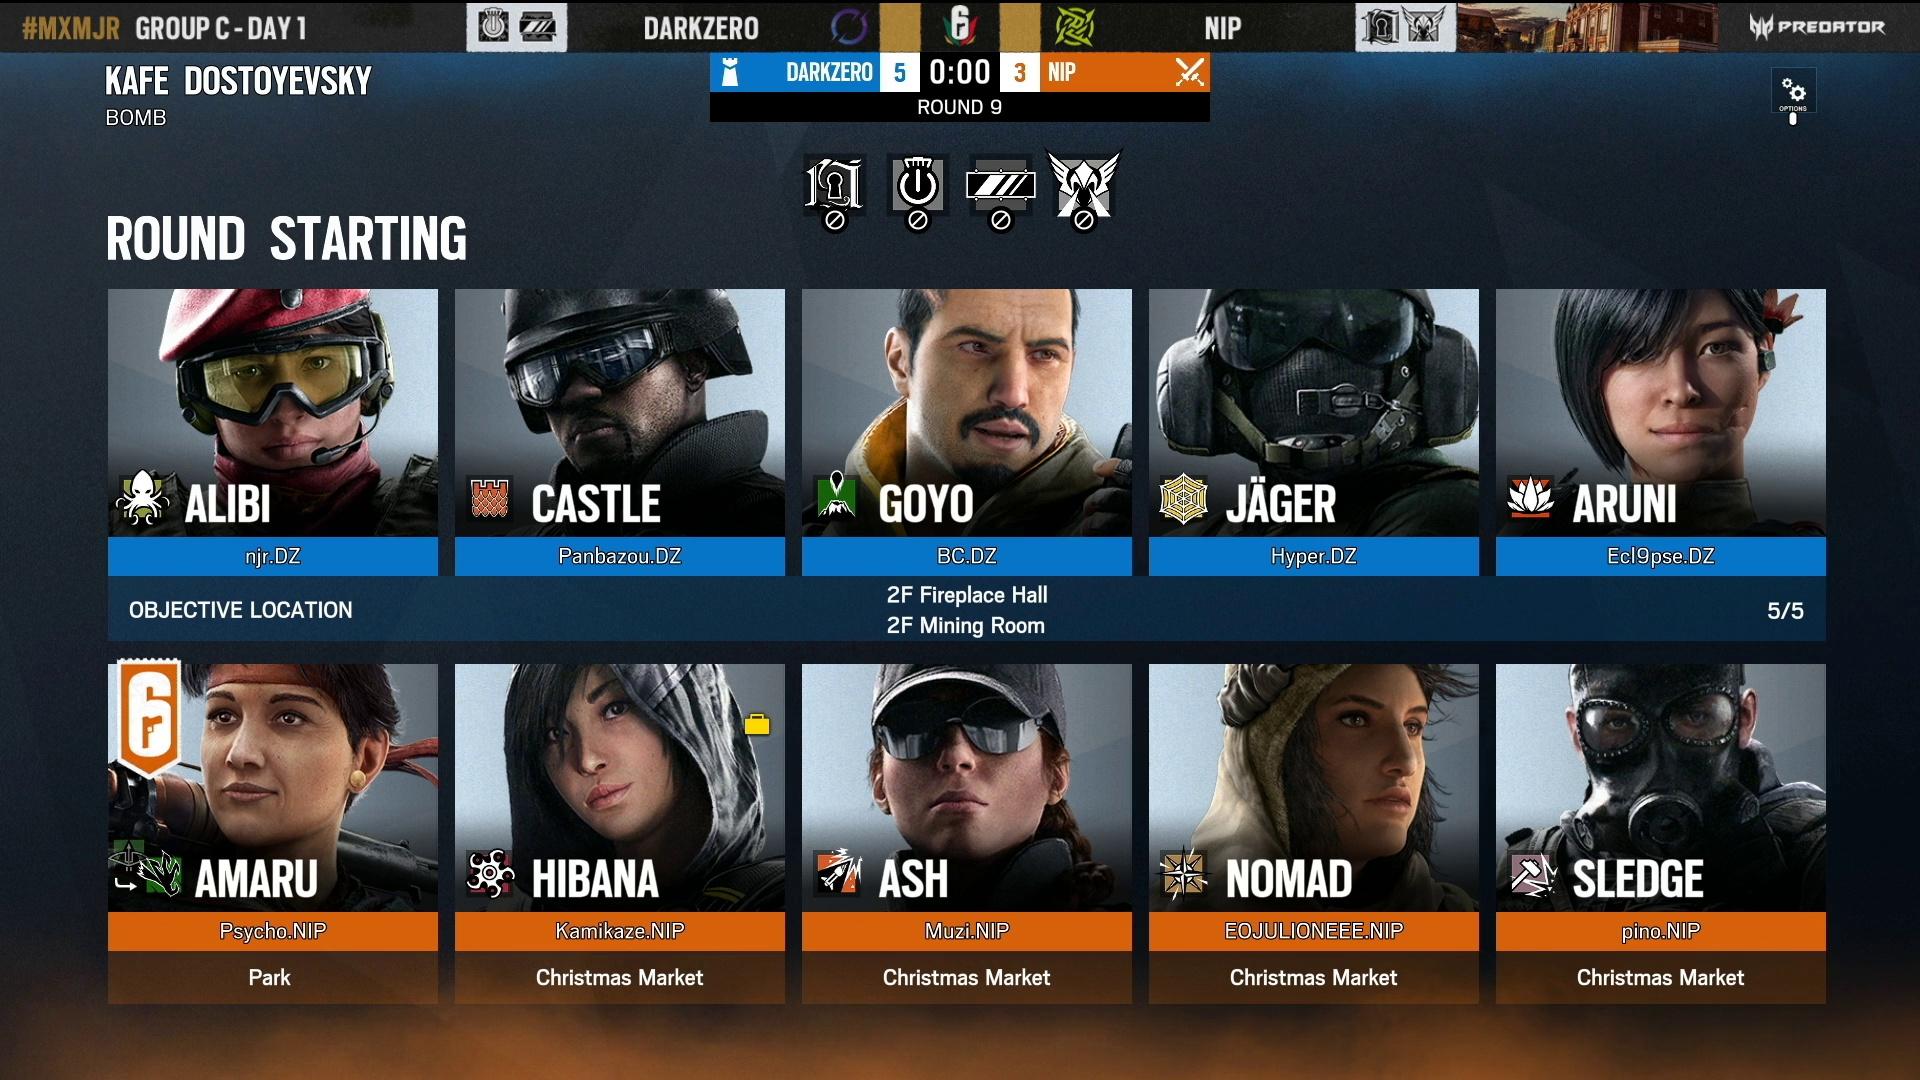 #MXMJR GROUP C - DAY 1
DARKZERO
NIP
PREDATOR
KAFE DOSTOYEVSKY
BOMB
DARKZERO 5 0:00 3 NIP
ROUND 9
OPTIONS
ROUND STARTING
ALIBI
CASTLE
GOYO
JÄGER
ARUNI
njr.DZ
Panbazou.DZ
BC.DZ
Hyper.DZ
Ecl9pse.DZ
OBJECTIVE LOCATION
2F Fireplace Hall
2F Mining Room
5/5
6
AMARU
HIBANA
ASH
NOMAD
SLEDGE
Psycho.NIP
Kamikaze.NIP
Muzi.NIP
EOJULIONEEE.NIP
pino.NIP
Park
Christmas Market
Christmas Market
Christmas Market
Christmas Market